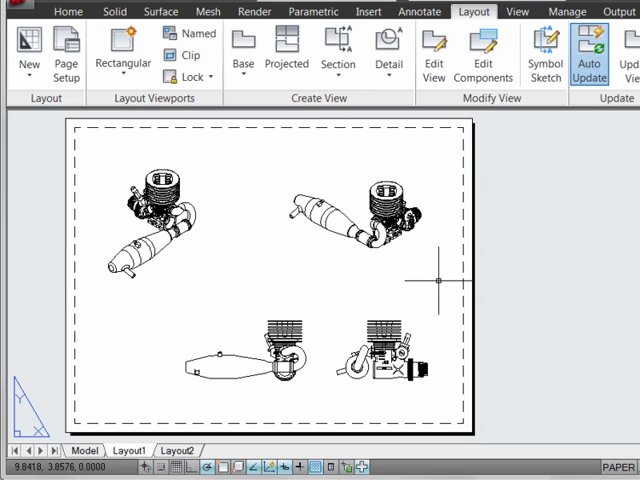 Home Solid Surface Mesh Render Parametric Insert Annotate Layout View Manage Output
New
Page Setup
Rectangular
Named
Clip
Lock
Base
Projected
Section
Detail
Edit View
Edit Components
Symbol Sketch
Auto Update
Layout Layout Viewports Create View Modify View Update
Y
X
Model Layout1 Layout2
9.8418, 3.8576, 0.0000
PAPER